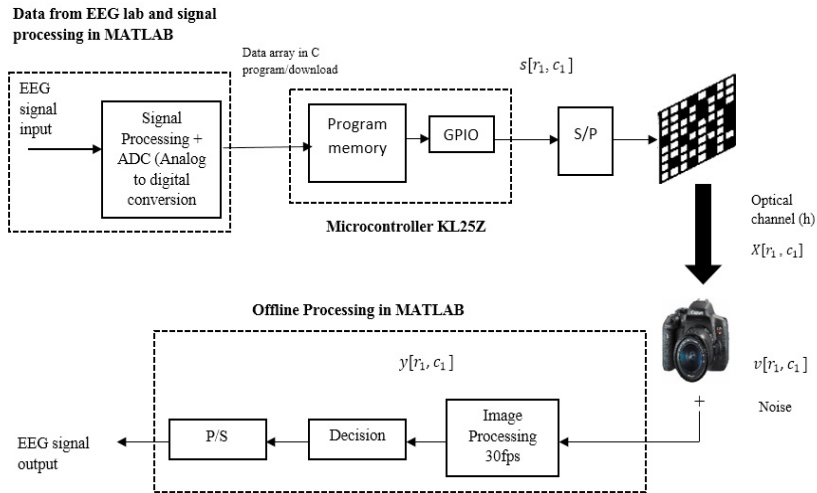 Data from EEG lab and signal
processing in MATLAB
Data array in C
program/download
s[r₁, c₁]
EEG
signal
input
Signal
Processing +
ADC (Analog
to digital
conversion
Program
memory
GPIO
S/P
Microcontroller KL25Z
Optical
channel (h)
X[r₁, c₁]
Offline Processing in MATLAB
y[r₁, c₁]
v[r₁, c₁]
+
Noise
Image
Processing
30fps
Decision
P/S
EEG signal
output